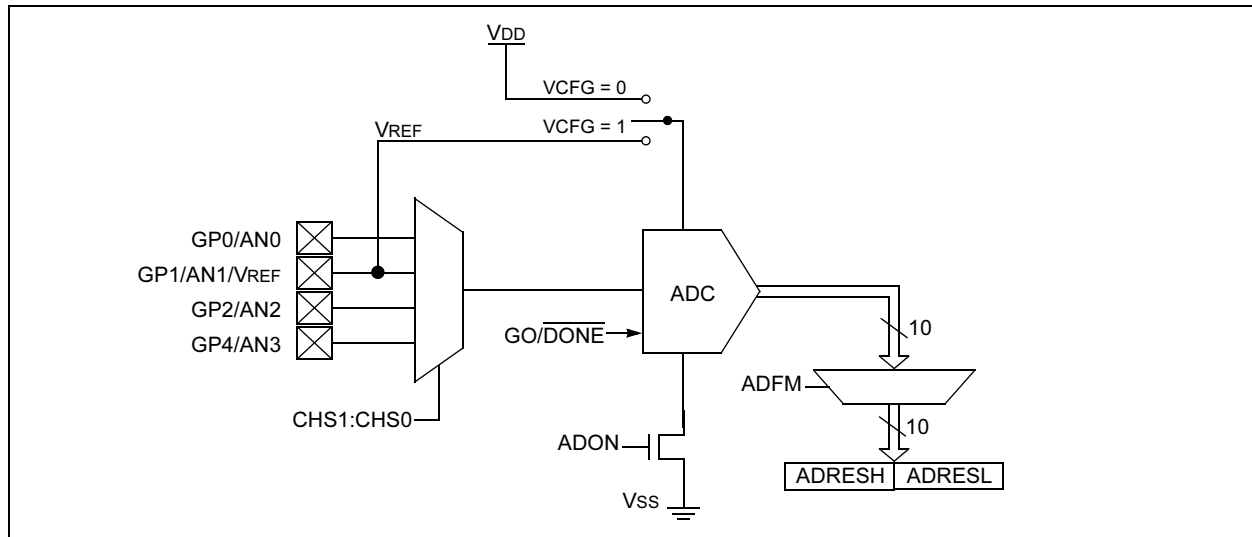 VDD
VCFG = 0
VREF
VCFG = 1
GP0/AN0
GP1/AN1/VREF
GP2/AN2
GP4/AN3
ADC
GO/DONE
10
ADFM
CHS1:CHS0
10
ADON
ADRESH
ADRESL
VSS